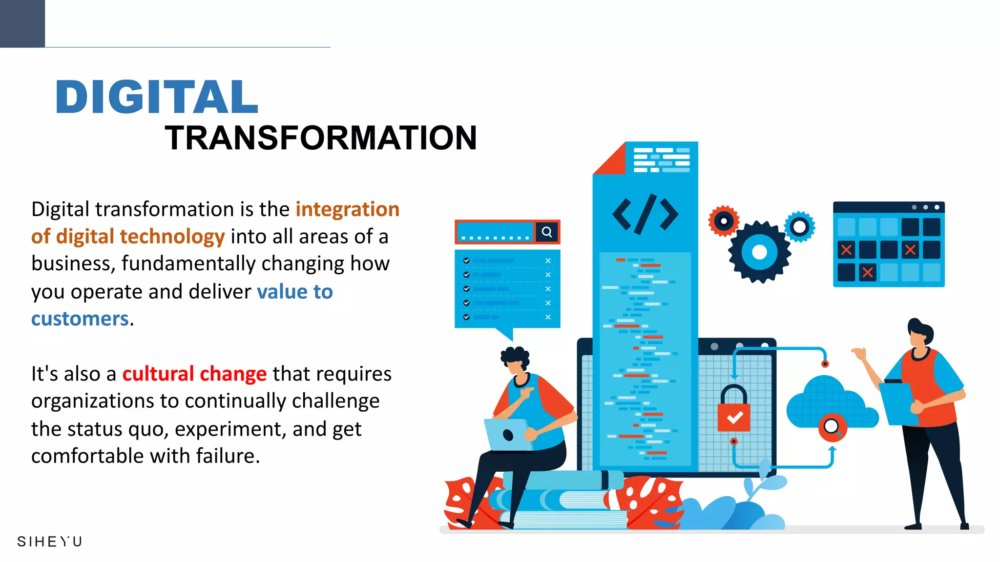 DIGITAL
TRANSFORMATION
Digital transformation is the integration
of digital technology into all areas of a
business, fundamentally changing how
you operate and deliver value to
customers.
It's also a cultural change that requires
organizations to continually challenge
the status quo, experiment, and get
comfortable with failure.
</>
SIHEYU